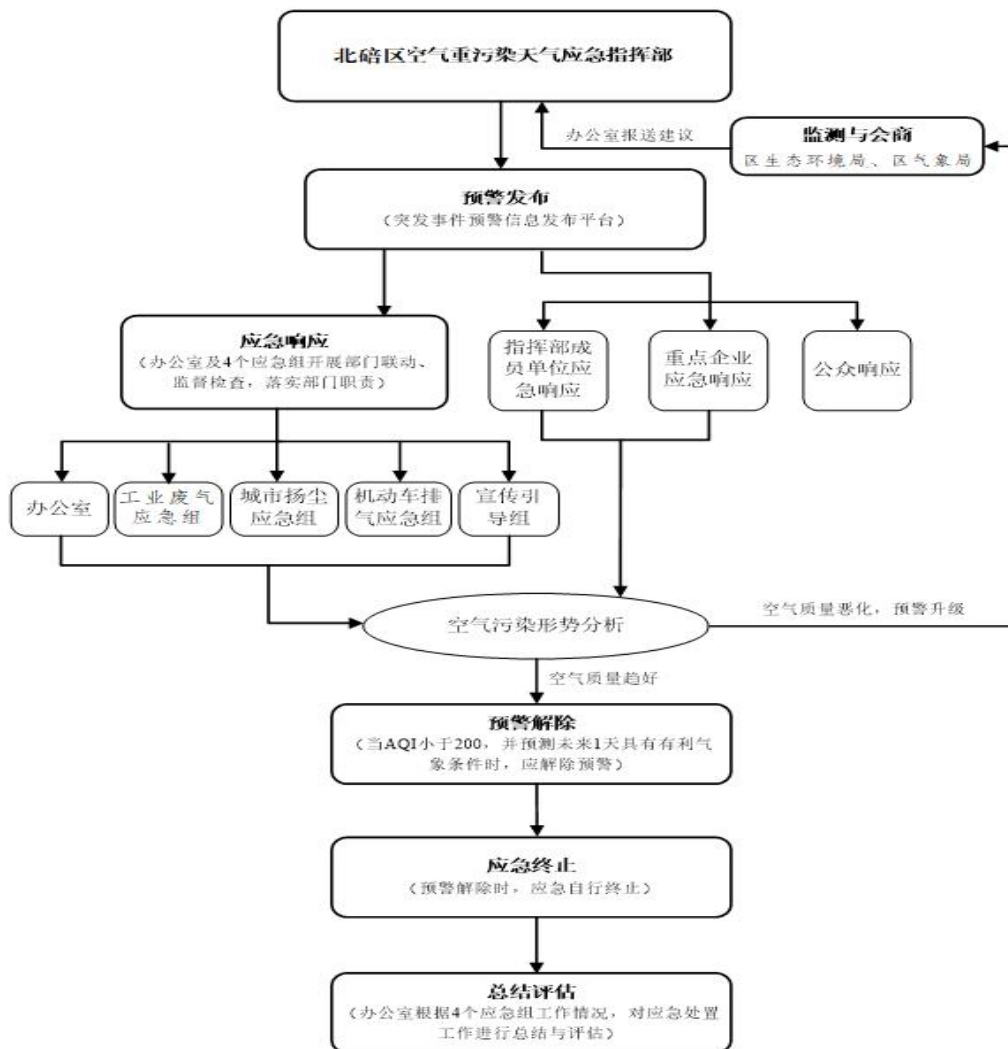 北碚区空气重污染天气应急指挥部
办公室报送建议
监测与会商
区生态环境局、区气象局
预警发布
（突发事件预警信息发布平台）
应急响应
（办公室及4个应急组开展部门联动、
监督检查，落实部门职责）
指挥部成
员单位应
急响应
重点企业
应急响应
公众响应
办公室
工业废气
应急组
城市扬尘
应急组
机动车排
气应急组
宣传引
导组
空气污染形势分析
空气质量恶化，预警升级
空气质量趋好
预警解除
（当AQI小于200，并预测未来1天具有有利气
象条件时，应解除预警）
应急终止
（预警解除时，应急自行终止）
总结评估
（办公室根据4个应急组工作情况，对应急处置
工作进行总结与评估）